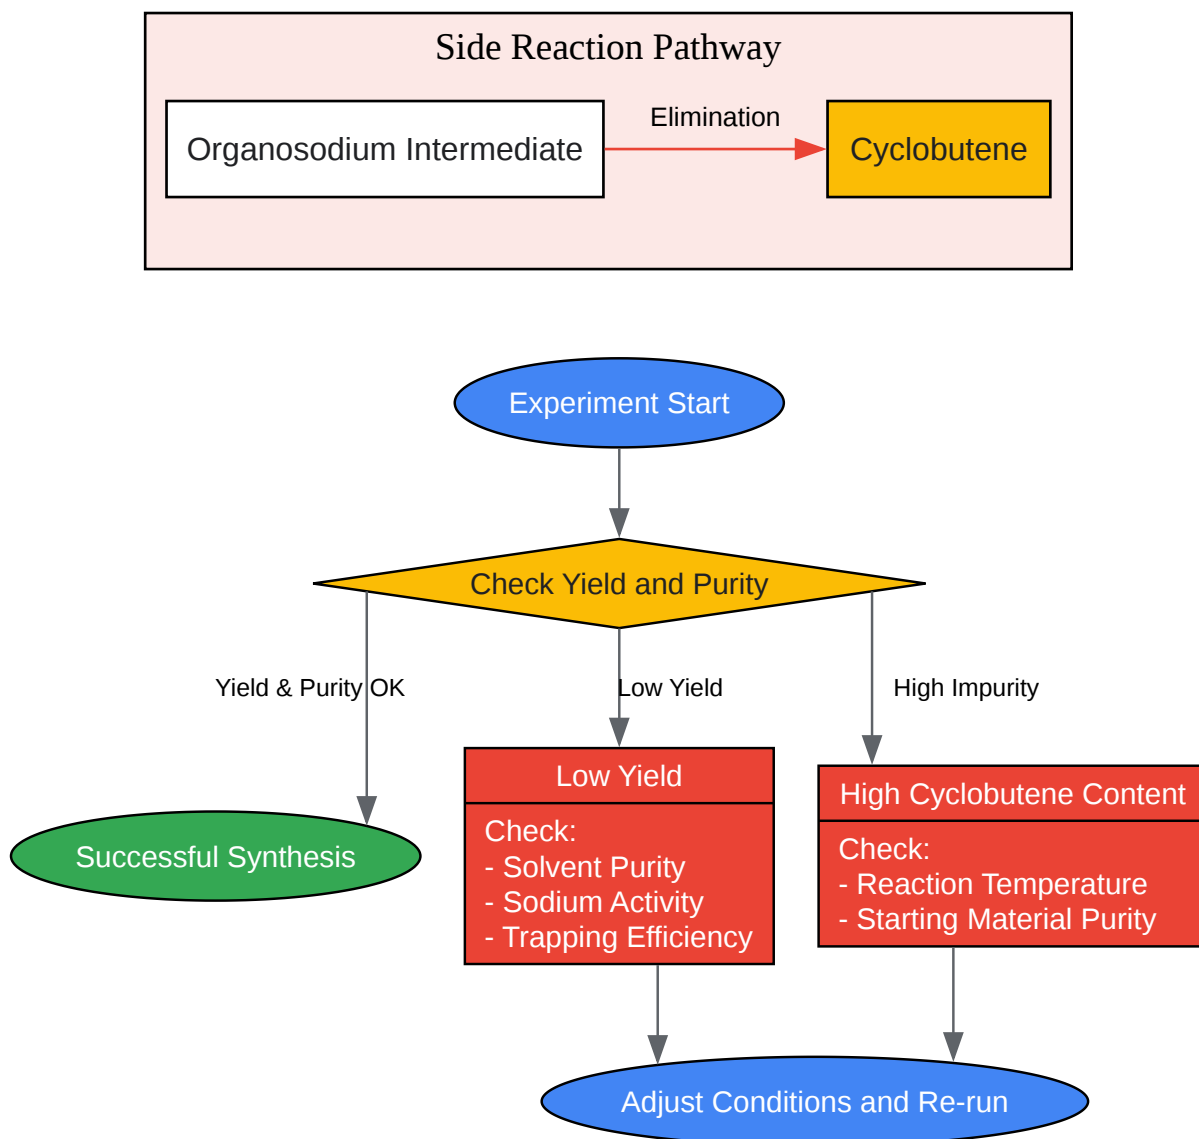 Side Reaction Pathway
Organosodium Intermediate
Elimination
Cyclobutene
Experiment Start
Check Yield and Purity
Yield & Purity OK
Low Yield
High Impurity
Low Yield
Check:
- Solvent Purity
- Sodium Activity
- Trapping Efficiency
High Cyclobutene Content
Check:
- Reaction Temperature
- Starting Material Purity
Successful Synthesis
Adjust Conditions and Re-run